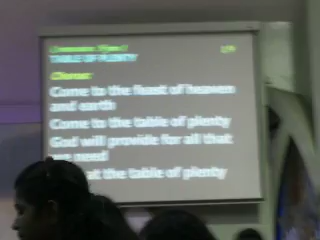 TABLE OF PLENTY
Chorus:
Come to the feast of heaven
and earth
Come to the table of plenty
God will provide for all that
we need
at the table of plenty